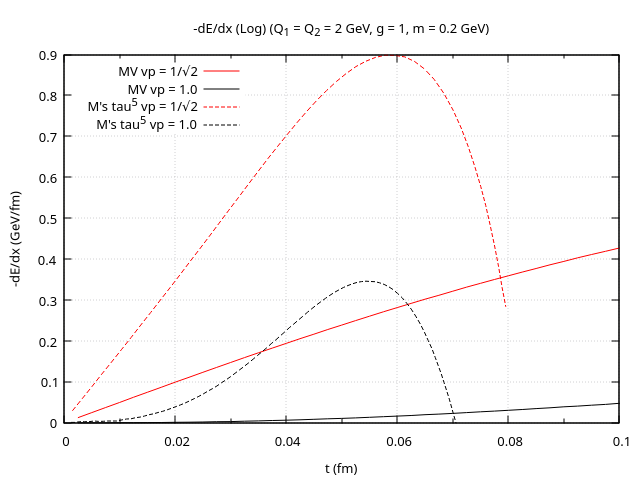 -dE/dx (Log) (Q₁ = Q₂ = 2 GeV, g = 1, m = 0.2 GeV)
MV vp = 1/√2
MV vp = 1.0
M's tau⁵ vp = 1/√2
M's tau⁵ vp = 1.0
0.9
0.8
0.7
0.6
0.5
0.4
0.3
0.2
0.1
0
-dE/dx (GeV/fm)
0 0.02 0.04 0.06 0.08 0.1
t (fm)